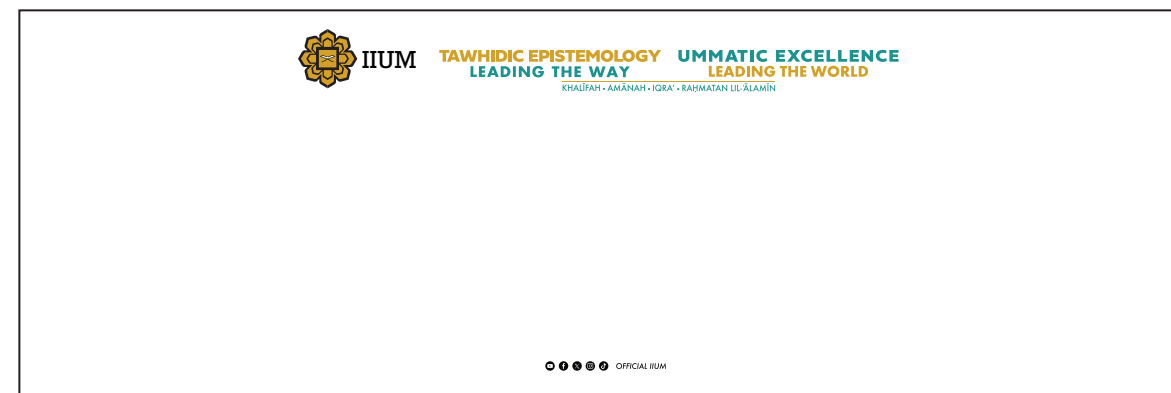 IIUM
TAWHIDIC EPISTEMOLOGY UMMATIC EXCELLENCE
LEADING THE WAY LEADING THE WORLD
KHALĪFAH • AMĀNAH • IQRA' • RAḤMATAN LIL-ʿĀLAMĪN
OFFICIAL IIUM